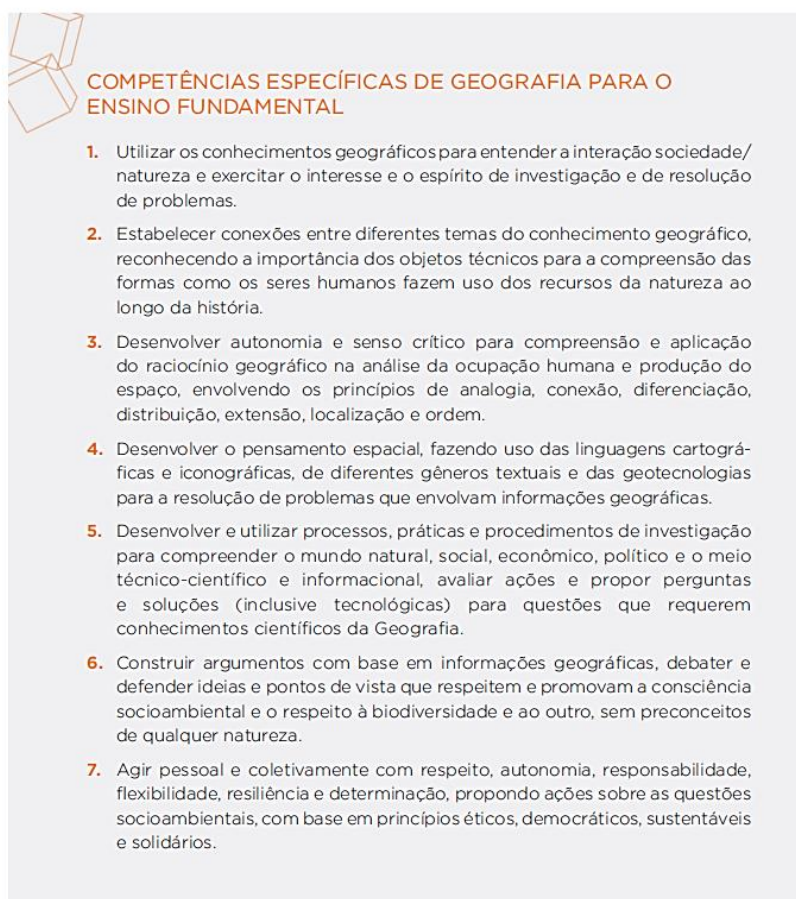 COMPETÊNCIAS ESPECÍFICAS DE GEOGRAFIA PARA O
ENSINO FUNDAMENTAL
1. Utilizar os conhecimentos geográficos para entender a interação sociedade/
natureza e exercitar o interesse e o espírito de investigação e de resolução
de problemas.
2. Estabelecer conexões entre diferentes temas do conhecimento geográfico,
reconhecendo a importância dos objetos técnicos para a compreensão das
formas como os seres humanos fazem uso dos recursos da natureza ao
longo da história.
3. Desenvolver autonomia e senso crítico para compreensão e aplicação
do raciocínio geográfico na análise da ocupação humana e produção do
espaço, envolvendo os princípios de analogia, conexão, diferenciação,
distribuição, extensão, localização e ordem.
4. Desenvolver o pensamento espacial, fazendo uso das linguagens cartográ-
ficas e iconográficas, de diferentes gêneros textuais e das geotecnologias
para a resolução de problemas que envolvam informações geográficas.
5. Desenvolver e utilizar processos, práticas e procedimentos de investigação
para compreender o mundo natural, social, econômico, político e o meio
técnico-científico e informacional, avaliar ações e propor perguntas
e soluções (inclusive tecnológicas) para questões que requerem
conhecimentos científicos da Geografia.
6. Construir argumentos com base em informações geográficas, debater e
defender ideias e pontos de vista que respeitem e promovam a consciência
socioambiental e o respeito à biodiversidade e ao outro, sem preconceitos
de qualquer natureza.
7. Agir pessoal e coletivamente com respeito, autonomia, responsabilidade,
flexibilidade, resiliência e determinação, propondo ações sobre as questões
socioambientais, com base em princípios éticos, democráticos, sustentáveis
e solidários.